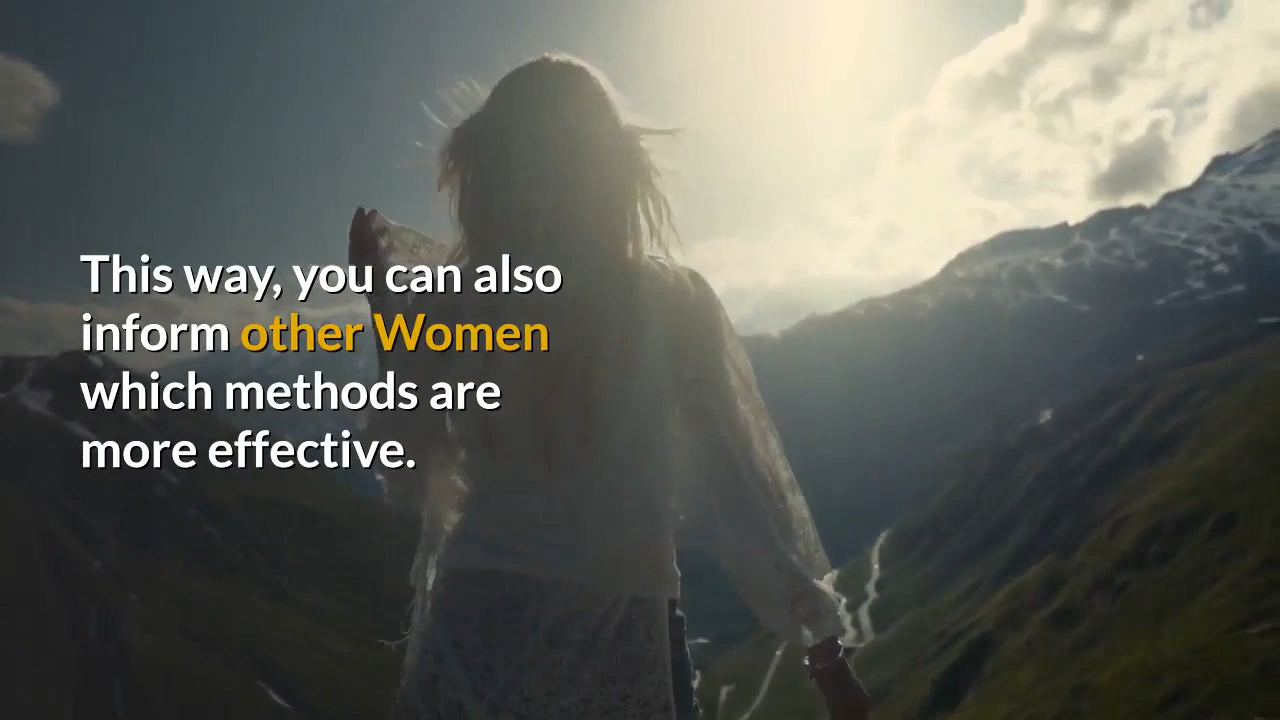 This way, you can also
inform other Women
which methods are
more effective.